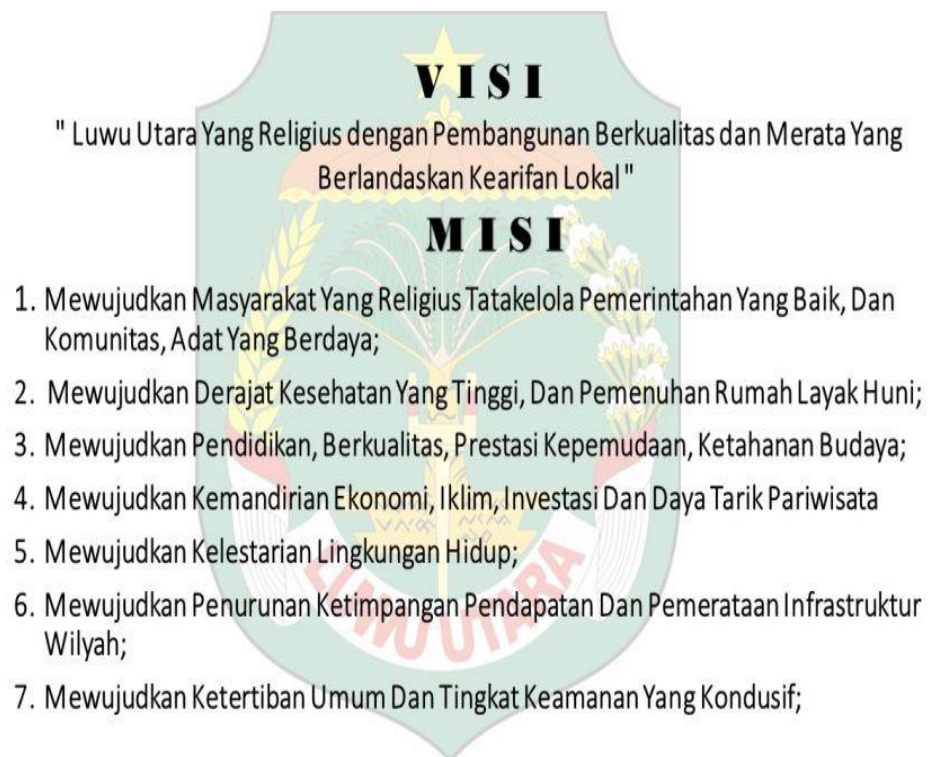 V I S I
" Luwu Utara Yang Religius dengan Pembangunan Berkualitas dan Merata Yang
Berlandaskan Kearifan Lokal "
M I S I
1. Mewujudkan Masyarakat Yang Religius Tatakelola Pemerintahan Yang Baik, Dan
Komunitas, Adat Yang Berdaya;
2. Mewujudkan Derajat Kesehatan Yang Tinggi, Dan Pemenuhan Rumah Layak Huni;
3. Mewujudkan Pendidikan, Berkualitas, Prestasi Kepemudaan, Ketahanan Budaya;
4. Mewujudkan Kemandirian Ekonomi, Iklim, Investasi Dan Daya Tarik Pariwisata
5. Mewujudkan Kelestarian Lingkungan Hidup;
6. Mewujudkan Penurunan Ketimpangan Pendapatan Dan Pemerataan Infrastruktur
Wilyah;
7. Mewujudkan Ketertiban Umum Dan Tingkat Keamanan Yang Kondusif;
LUWU UTARA